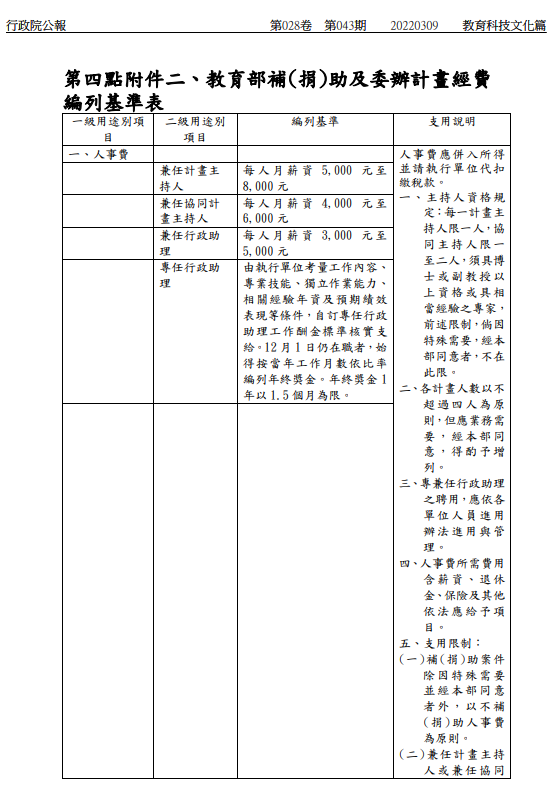 行政院公報 第028卷 第043期 20220309 教育科技文化篇
第四點附件二、教育部補(捐)助及委辦計畫經費
編列基準表
一級用途別項
目
二級用途別
項目
編列基準
支用說明
一、人事費
兼任計畫主
持人
每人月薪資 5,000 元至
8,000元
兼任協同計
畫主持人
每人月薪資 4,000 元至
6,000元
兼任行政助
理
每人月薪資 3,000 元至
5,000元
專任行政助
理
由執行單位考量工作內容、
專業技能、獨立作業能力、
相關經驗年資及預期績效
表現等條件，自訂專任行政
助理工作酬金標準核實支
給。12月1日仍在職者，始
得按當年工作月數依比率
編列年終獎金。年終獎金1
年以1.5個月為限。
人事費應併入所得
並請執行單位代扣
繳稅款。
一、主持人資格規
定：每一計畫主
持人限一人，協
同主持人限一
至二人，須具博
士或副教授以
上資格或具相
當經驗之專家，
前述限制，倘因
特殊需要，經本
部同意者，不在
此限。
二、各計畫人數以不
超過四人為原
則，但應業務需
要，經本部同
意，得酌予增
列。
三、專兼任行政助理
之聘用，應依各
單位人員進用
辦法進用與管
理。
四、人事費所需費用
含薪資、退休
金、保險及其他
依法應給予項
目。
五、支用限制：
(一)補(捐)助案件
除因特殊需要
並經本部同意
者外，以不補
(捐)助人事費
為原則。
(二)兼任計畫主持
人或兼任協同